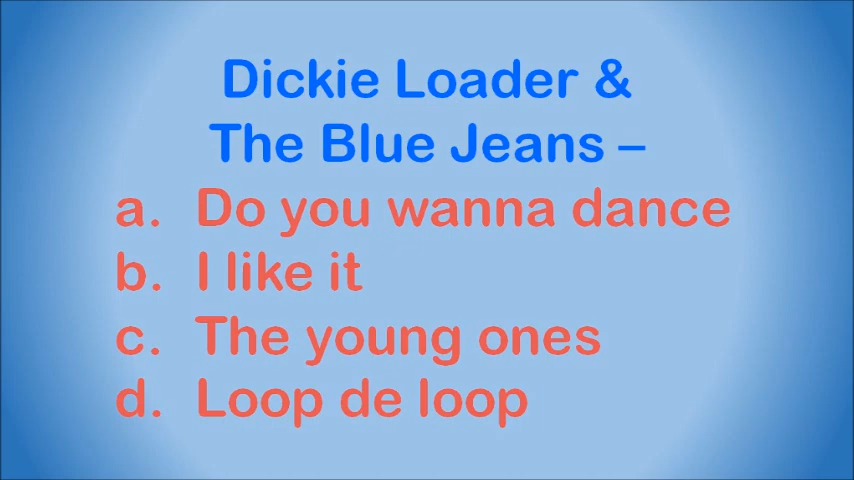 Dickie Loader &
The Blue Jeans –
a. Do you wanna dance
b. I like it
c. The young ones
d. Loop de loop